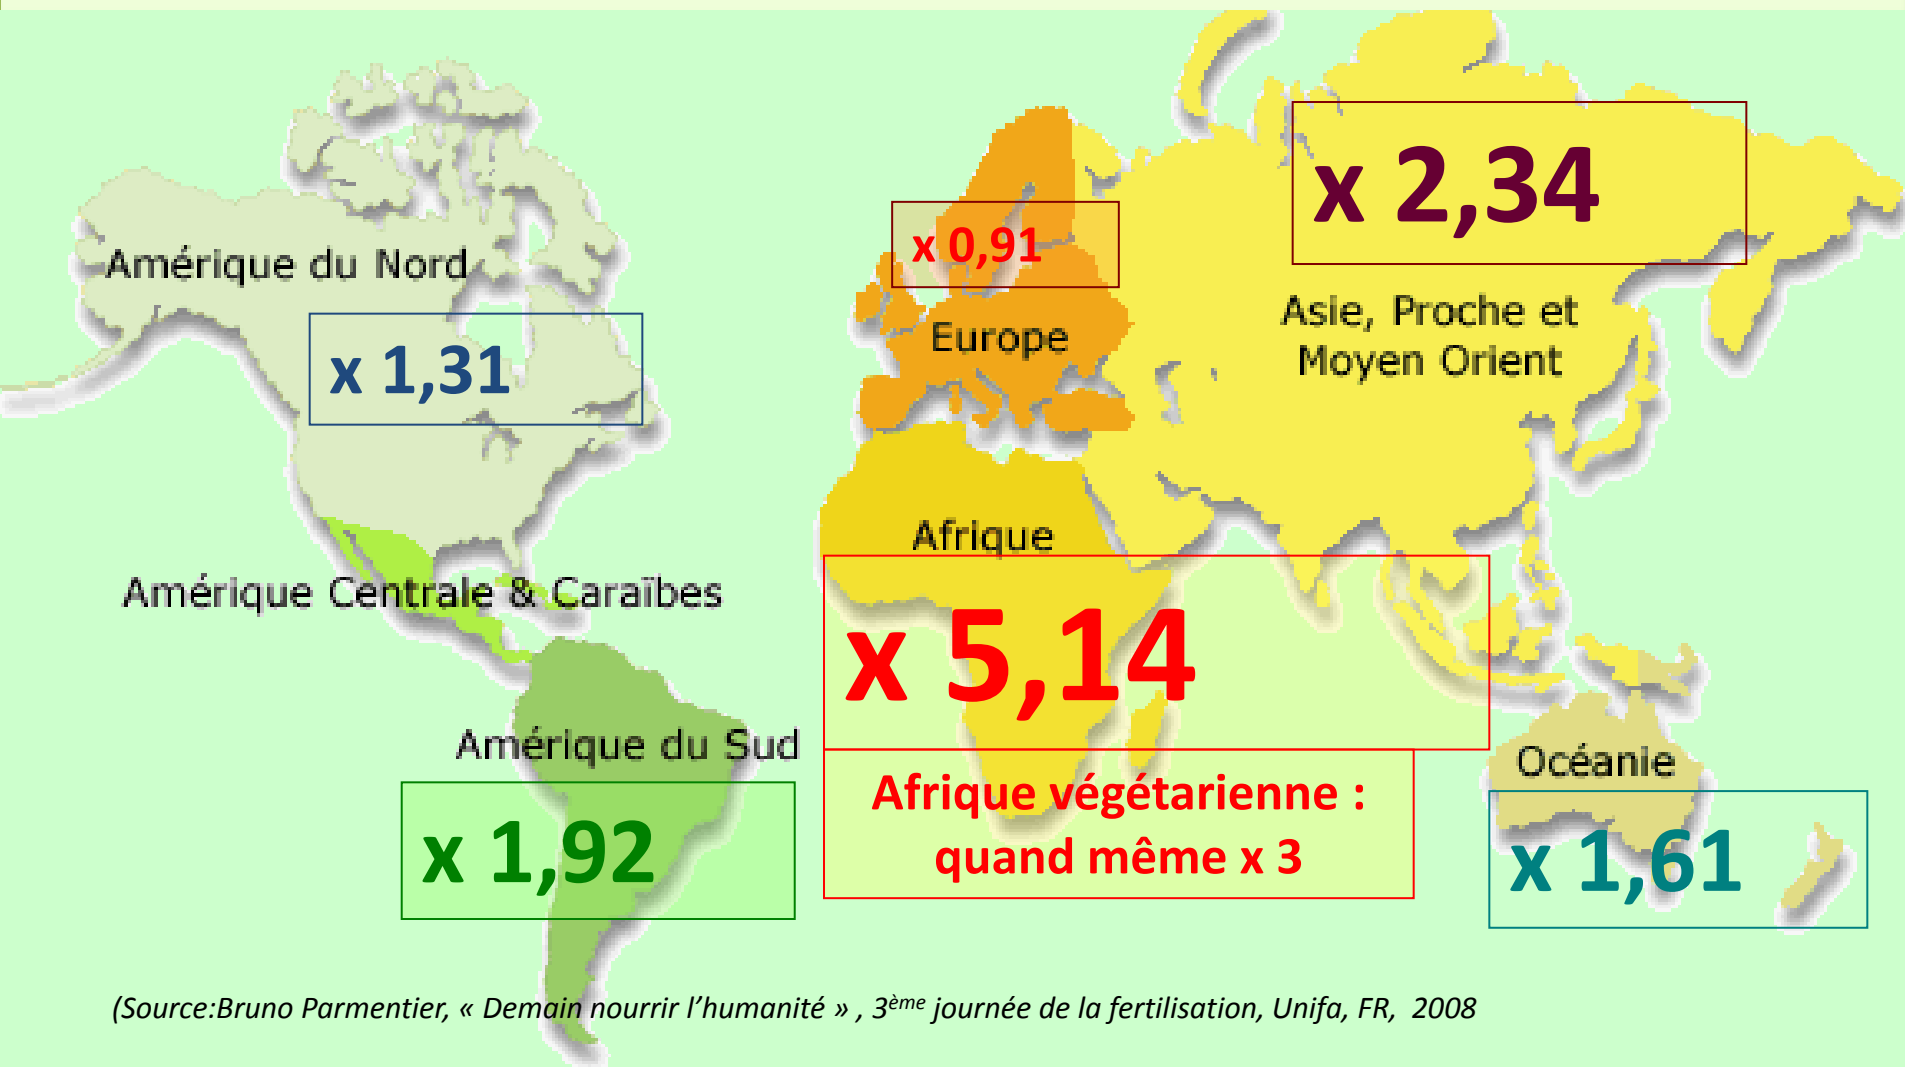 x 2,34
x 0,91
Amérique du Nord
Asie, Proche et
Moyen Orient
Europe
x 1,31
Afrique
Amérique Centrale & Caraïbes
x 5,14
Amérique du Sud
Océanie
Afrique végétarienne :
quand même x 3
x 1,92
x 1,61
(Source:Bruno Parmentier, « Demain nourrir l’humanité » , 3ème journée de la fertilisation, Unifa, FR, 2008